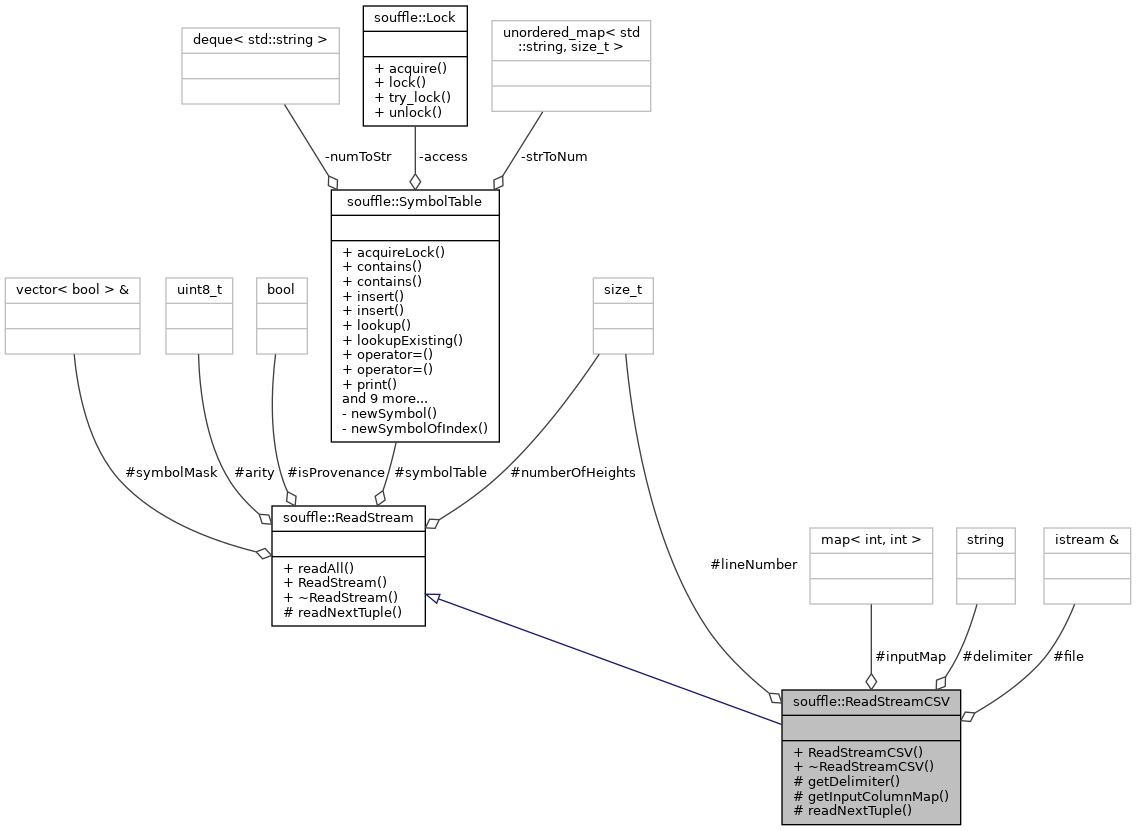 souffle::Lock
+ acquire()
+ lock()
+ try_lock()
+ unlock()
deque< std::string >
unordered_map< std
::string, size_t >
-numToStr
-access
-strToNum
souffle::SymbolTable
+ acquireLock()
+ contains()
+ contains()
+ insert()
+ insert()
+ lookup()
+ lookupExisting()
+ operator=()
+ operator=()
+ print()
and 9 more...
- newSymbol()
- newSymbolOfIndex()
vector< bool > &
uint8_t
bool
size_t
#symbolMask
#arity
#isProvenance
#symbolTable
#numberOfHeights
souffle::ReadStream
+ readAll()
+ ReadStream()
+ ~ReadStream()
# readNextTuple()
#lineNumber
map< int, int >
string
istream &
#inputMap
#delimiter
#file
souffle::ReadStreamCSV
+ ReadStreamCSV()
+ ~ReadStreamCSV()
# getDelimiter()
# getInputColumnMap()
# readNextTuple()